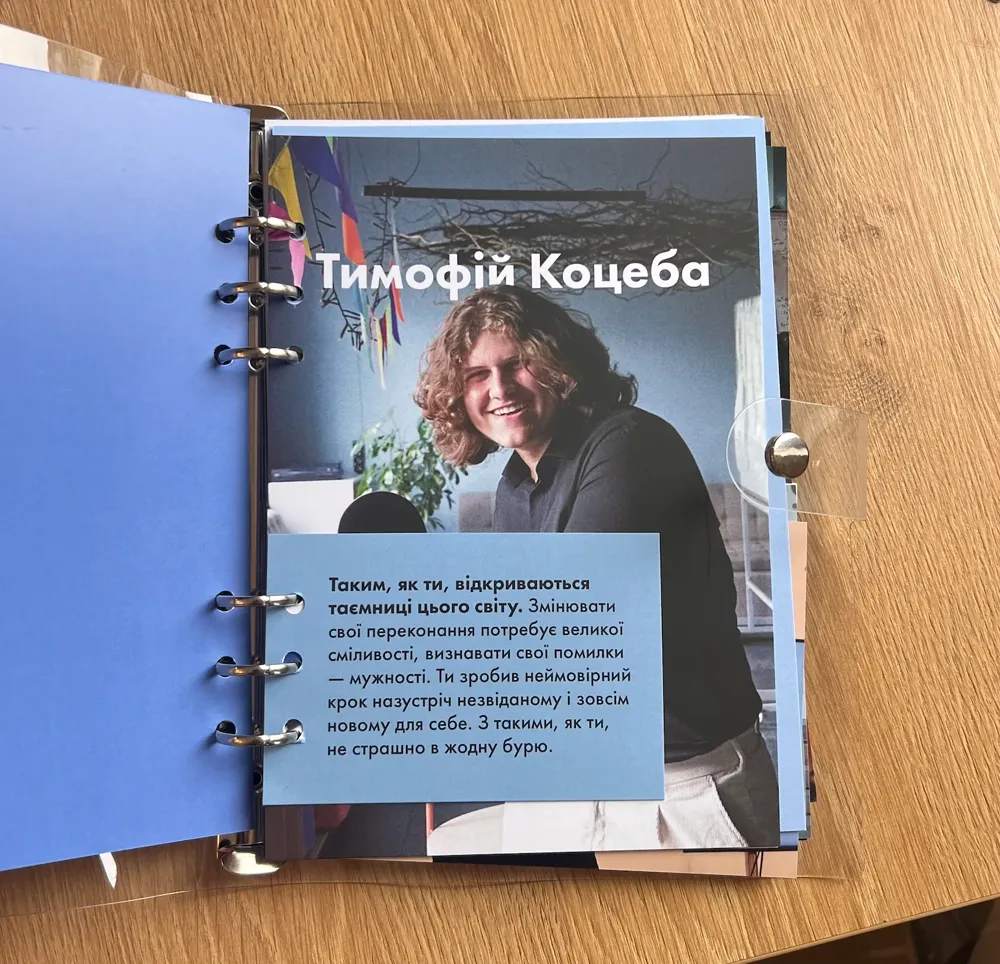 Тимофій Коцеба
Таким, як ти, відкриваються
таємниці цього світу. Змінювати
свої переконання потребує великої
сміливості, визнавати свої помилки
— мужності. Ти зробив неймовірний
крок назустріч незвіданому і зовсім
новому для себе. З такими, як ти,
не страшно в жодну бурю.